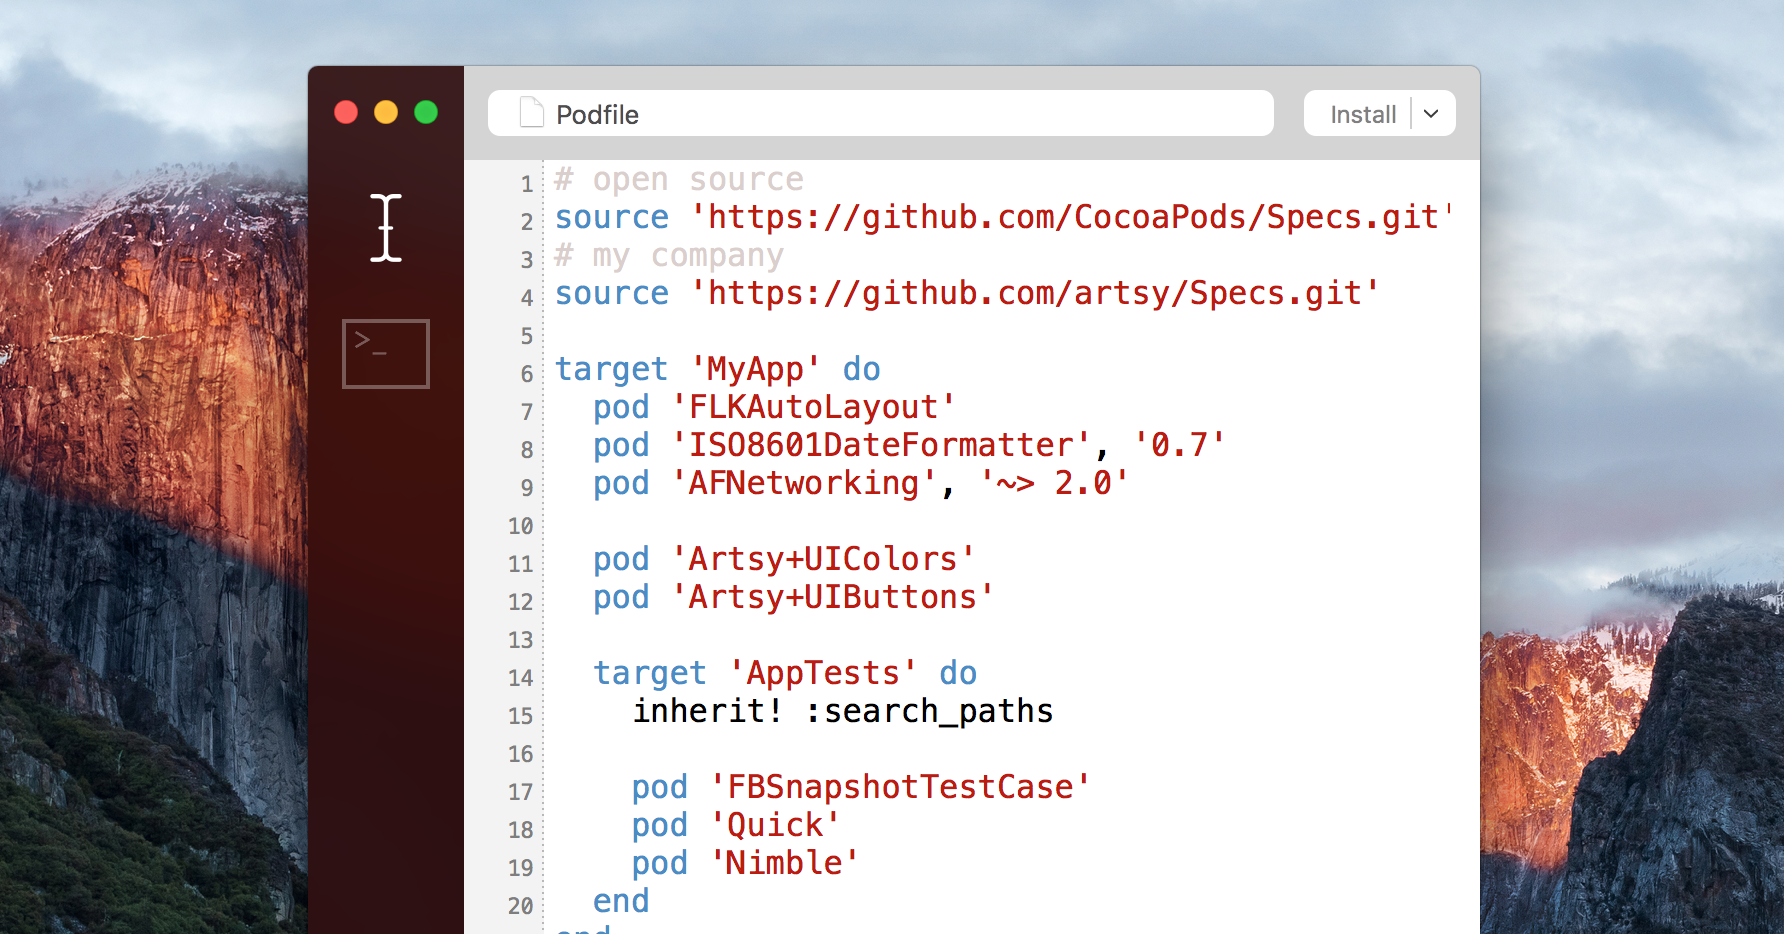 Podfile
Install
>_
1 # open source
2 source 'https://github.com/CocoaPods/Specs.git'
3 # my company
4 source 'https://github.com/artsy/Specs.git'
5
6 target 'MyApp' do
7   pod 'FLKAutoLayout'
8   pod 'ISO8601DateFormatter', '0.7'
9   pod 'AFNetworking', '~> 2.0'
10
11   pod 'Artsy+UIColors'
12   pod 'Artsy+UIButtons'
13
14   target 'AppTests' do
15     inherit! :search_paths
16
17     pod 'FBSnapshotTestCase'
18     pod 'Quick'
19     pod 'Nimble'
20   end
end